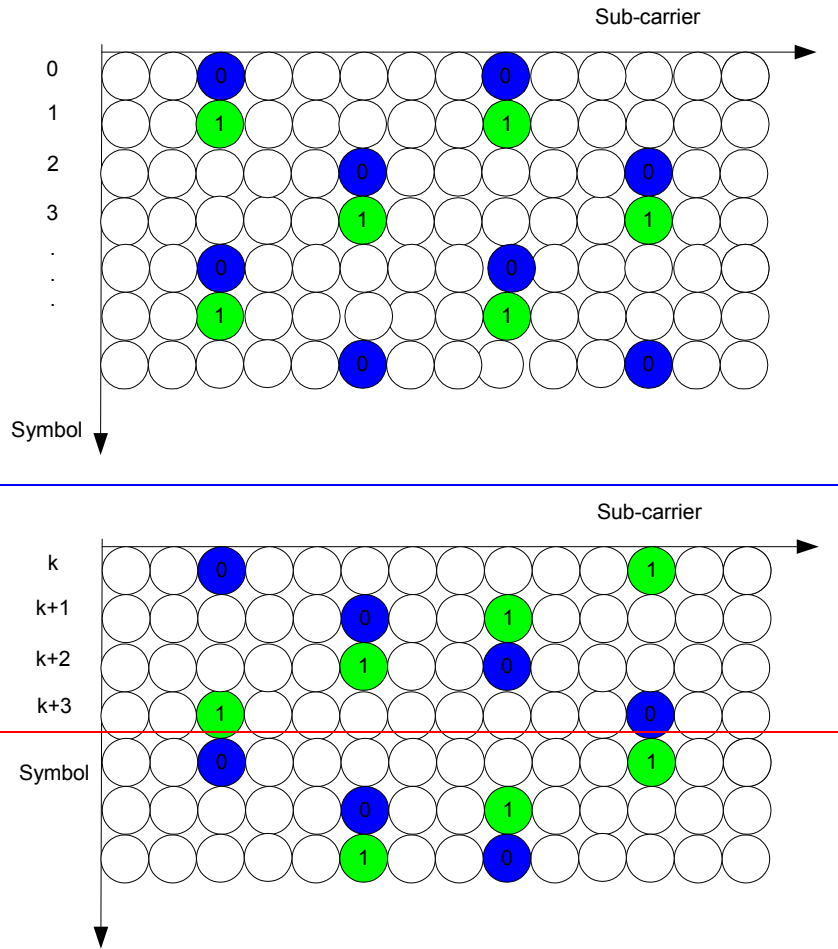 Sub-carrier
0 0 0
1 1 1
2 0 0
3 1 1
. 0 0
. 1 1
. 0 0
Symbol
Sub-carrier
k 0 1
k+1 0 1
k+2 1 0
k+3 1 0
Symbol 0 1
0 1
1 0